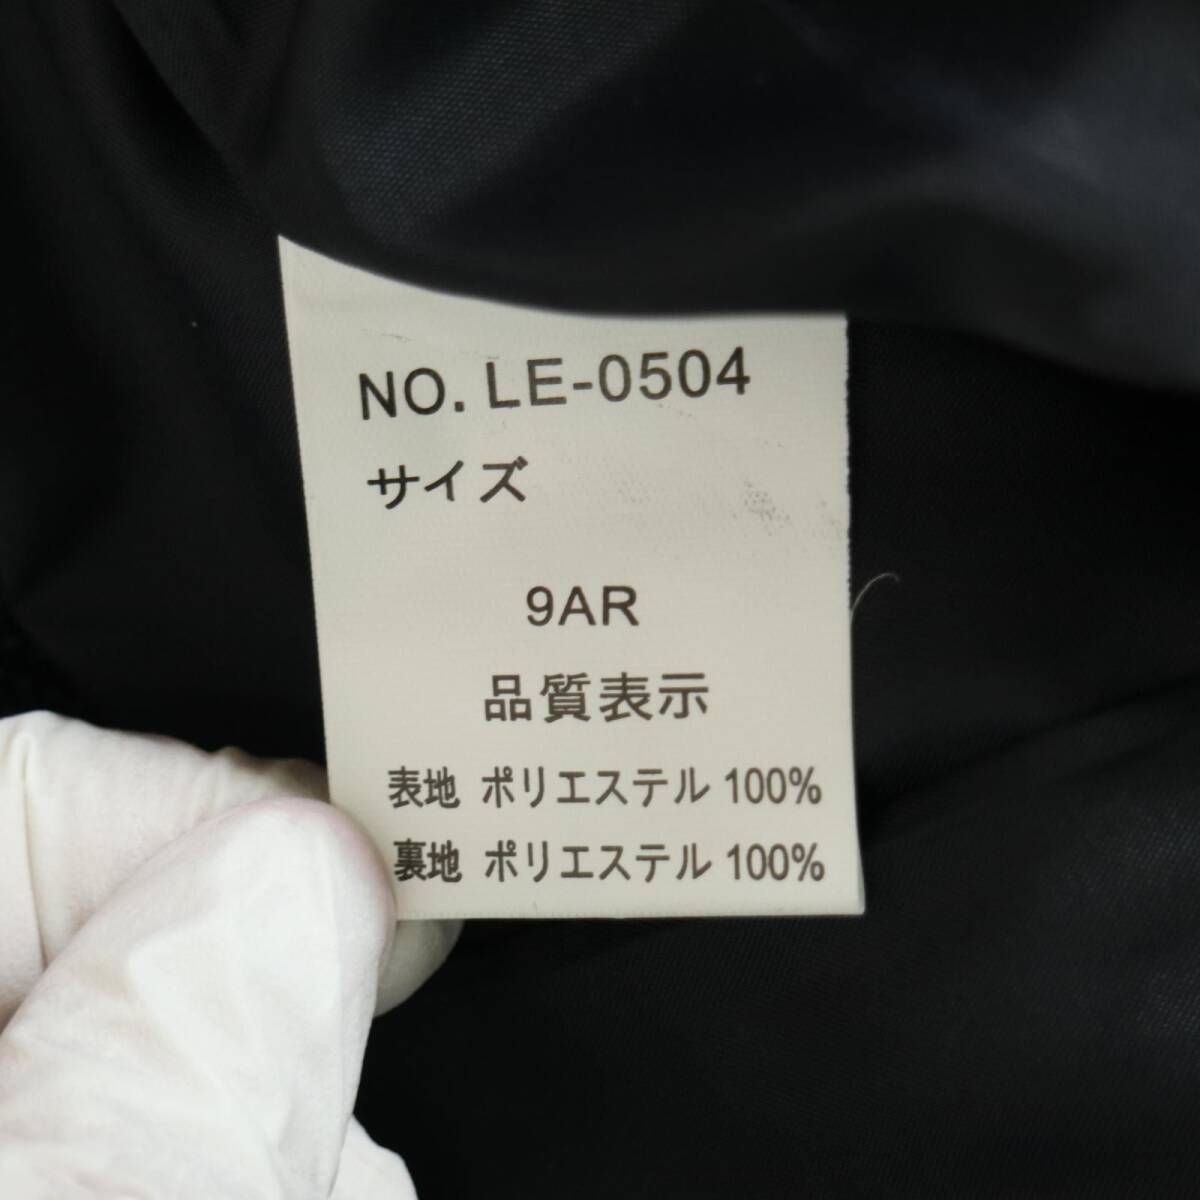 NO. LE-0504
サイズ
9AR
品質表示
表地 ポリエステル 100%
裏地 ポリエステル 100%